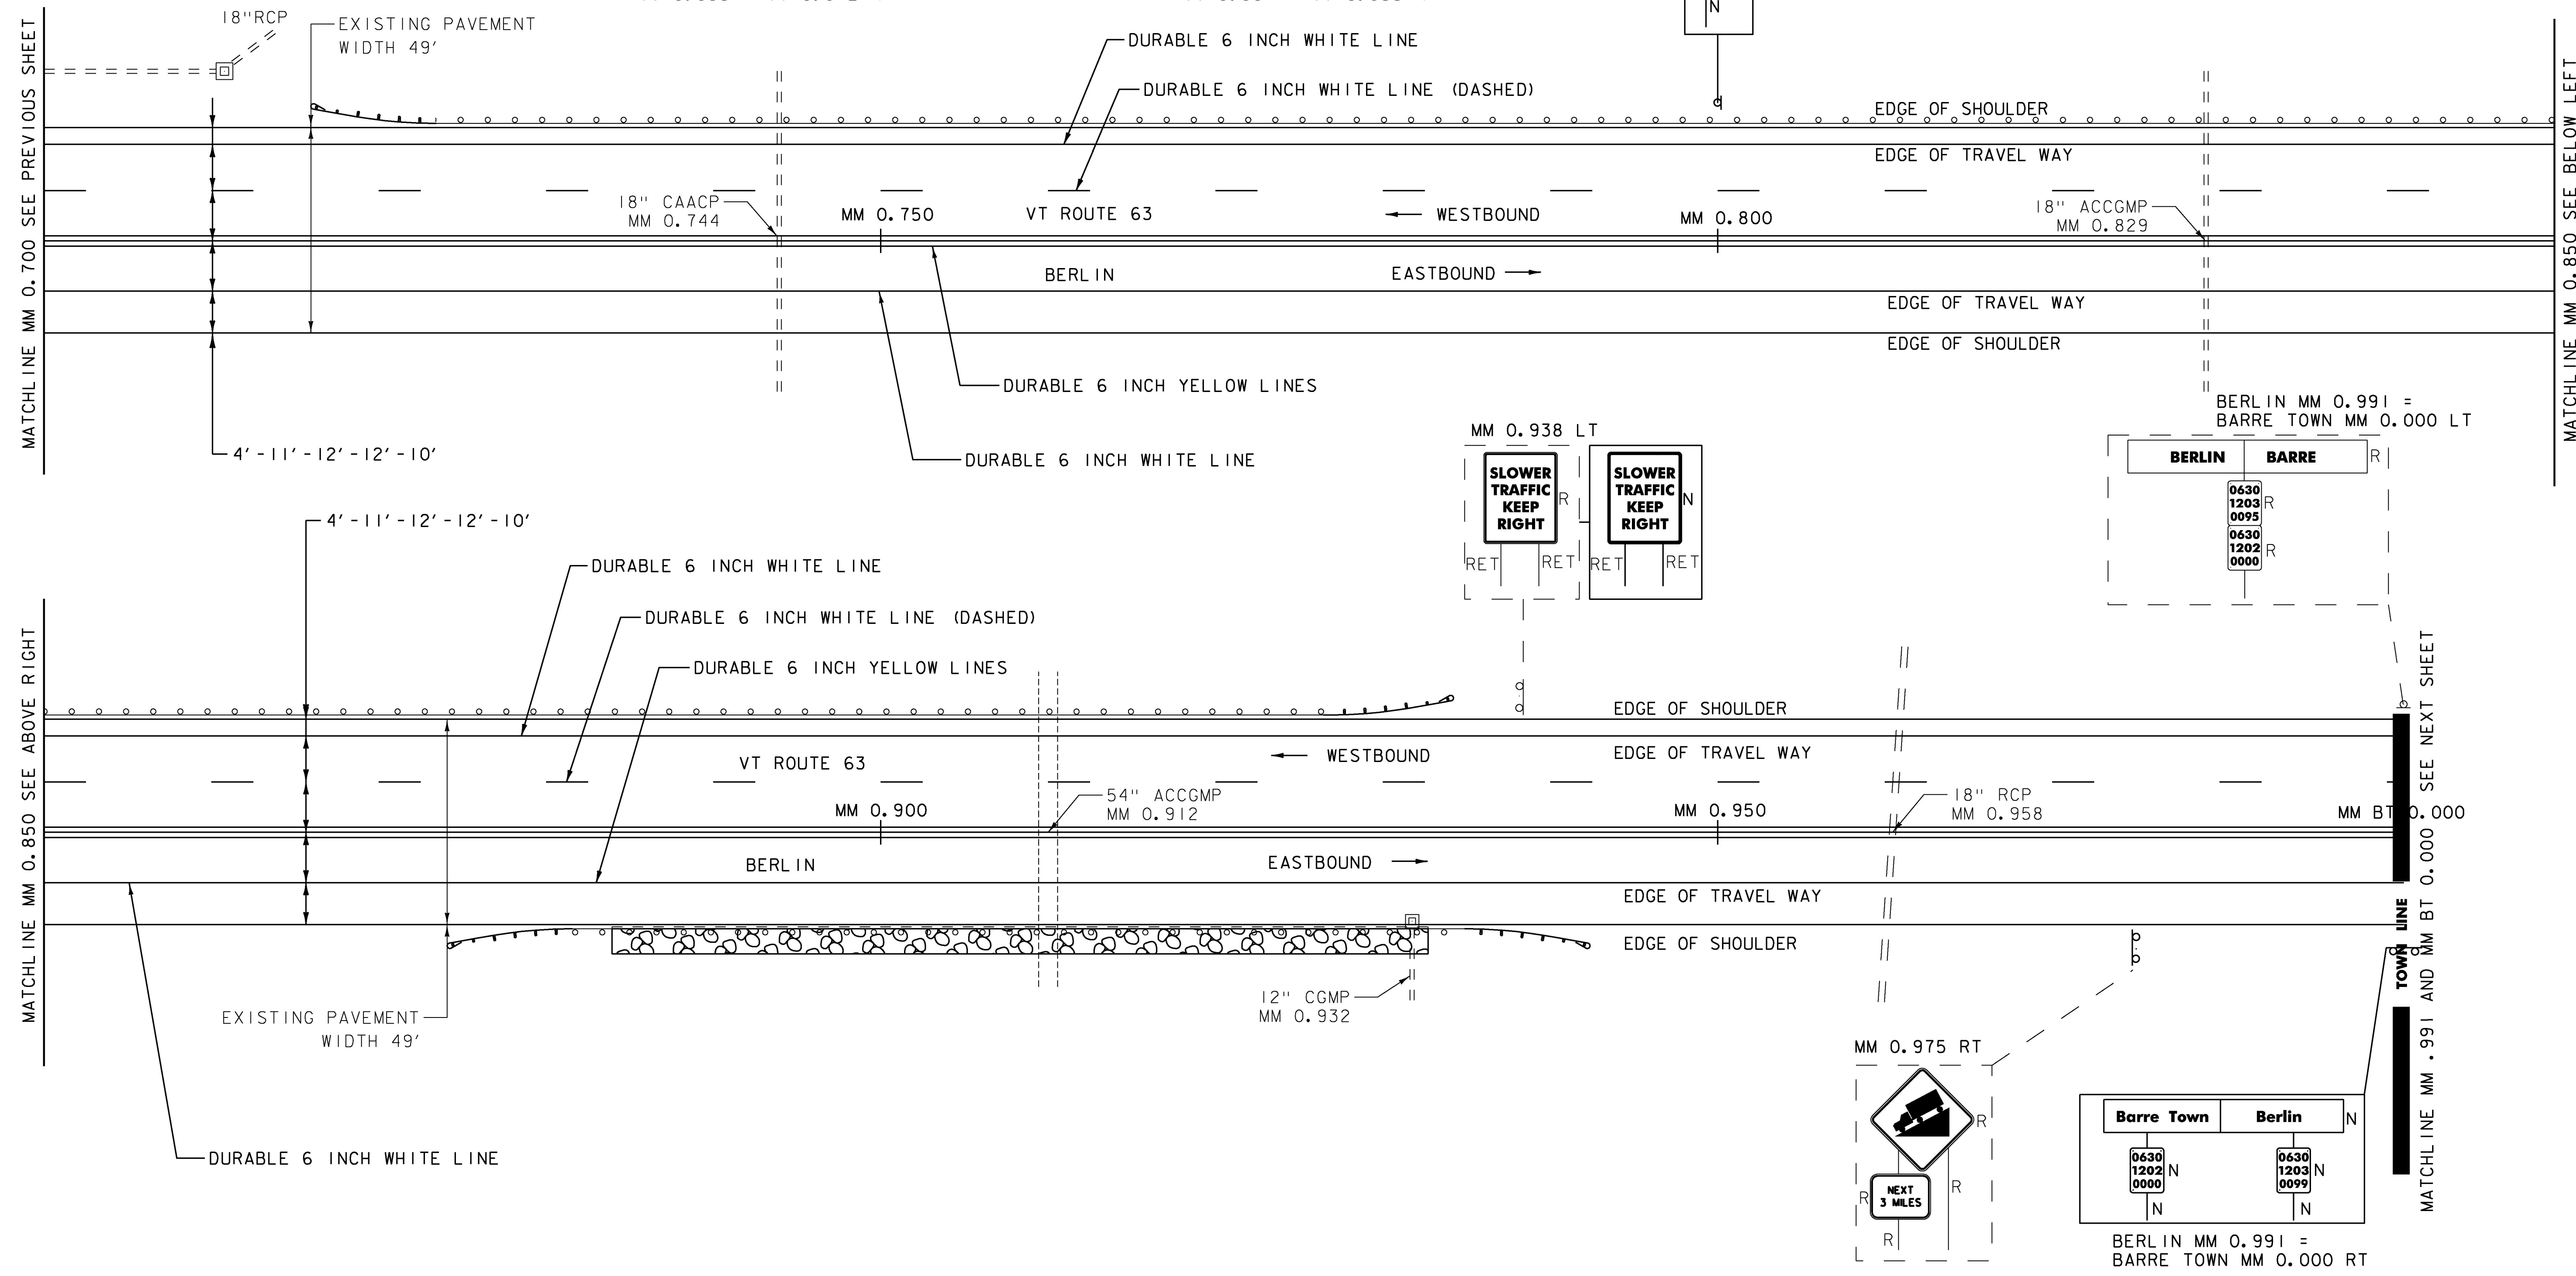 18"RCP
EXISTING PAVEMENT
WIDTH 49'
DURABLE 6 INCH WHITE LINE
DURABLE 6 INCH WHITE LINE (DASHED)
N
EDGE OF SHOULDER
EDGE OF TRAVEL WAY
MATCHLINE MM 0.700 SEE PREVIOUS SHEET
MATCHLINE MM 0.850 SEE BELOW LEFT
18" CAACP
MM 0.744
MM 0.750
VT ROUTE 63
WESTBOUND
MM 0.800
18" ACCGMP
MM 0.829
BERLIN
EASTBOUND
EDGE OF TRAVEL WAY
EDGE OF SHOULDER
DURABLE 6 INCH YELLOW LINES
DURABLE 6 INCH WHITE LINE
4'-11'-12'-12'-10'
MM 0.938 LT
SLOWER
TRAFFIC
KEEP
RIGHT
R
RET
RET
SLOWER
TRAFFIC
KEEP
RIGHT
N
RET
RET
BERLIN MM 0.991 =
BARRE TOWN MM 0.000 LT
BERLIN BARRE
R
0630
1203
0095
R
0630
1202
0000
R
4'-11'-12'-12'-10'
DURABLE 6 INCH WHITE LINE
DURABLE 6 INCH WHITE LINE (DASHED)
DURABLE 6 INCH YELLOW LINES
MATCHLINE MM 0.850 SEE ABOVE RIGHT
EDGE OF SHOULDER
EDGE OF TRAVEL WAY
VT ROUTE 63
WESTBOUND
MM 0.900
54" ACCGMP
MM 0.912
MM 0.950
18" RCP
MM 0.958
MM BT 0.000
BERLIN
EASTBOUND
EDGE OF TRAVEL WAY
EDGE OF SHOULDER
TOWN LINE
MATCHLINE MM .991 AND MM BT 0.000 SEE NEXT SHEET
12" CGMP
MM 0.932
EXISTING PAVEMENT
WIDTH 49'
DURABLE 6 INCH WHITE LINE
MM 0.975 RT
R
NEXT
3 MILES
R
R
R
Barre Town Berlin
N
0630
1202
0000
N
N
0630
1203
0099
N
N
BERLIN MM 0.991 =
BARRE TOWN MM 0.000 RT